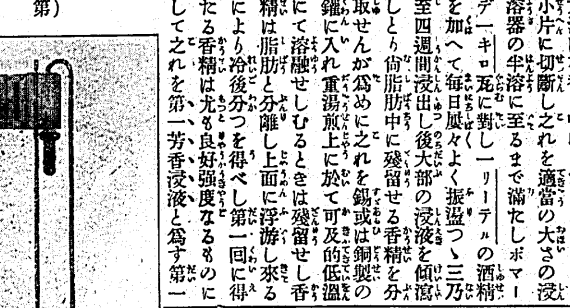 小片に切斷し之れを適當の大さの浸
溶器の半溶に至るまで滿たしポマー
デーキロ瓦に對し一リーテルの酒精
を加へて毎日屢々よく振盪つゝ三乃
至四週間浸出し後大部の浸液を傾瀉
しとり尙脂肪中に殘留せる香精を分
取せんが爲めに之れを錫或は銅製の
罐に入れ重湯煎上に於て可及的低溫
にて溶融せしむるときは殘留せし香
精は脂肪と分離し上面に浮游し來る
により冷後分つを得べし第一回に得
たる香精は尤も良好强度なるものに
して之れを第一芳香浸液と爲す第一
第)